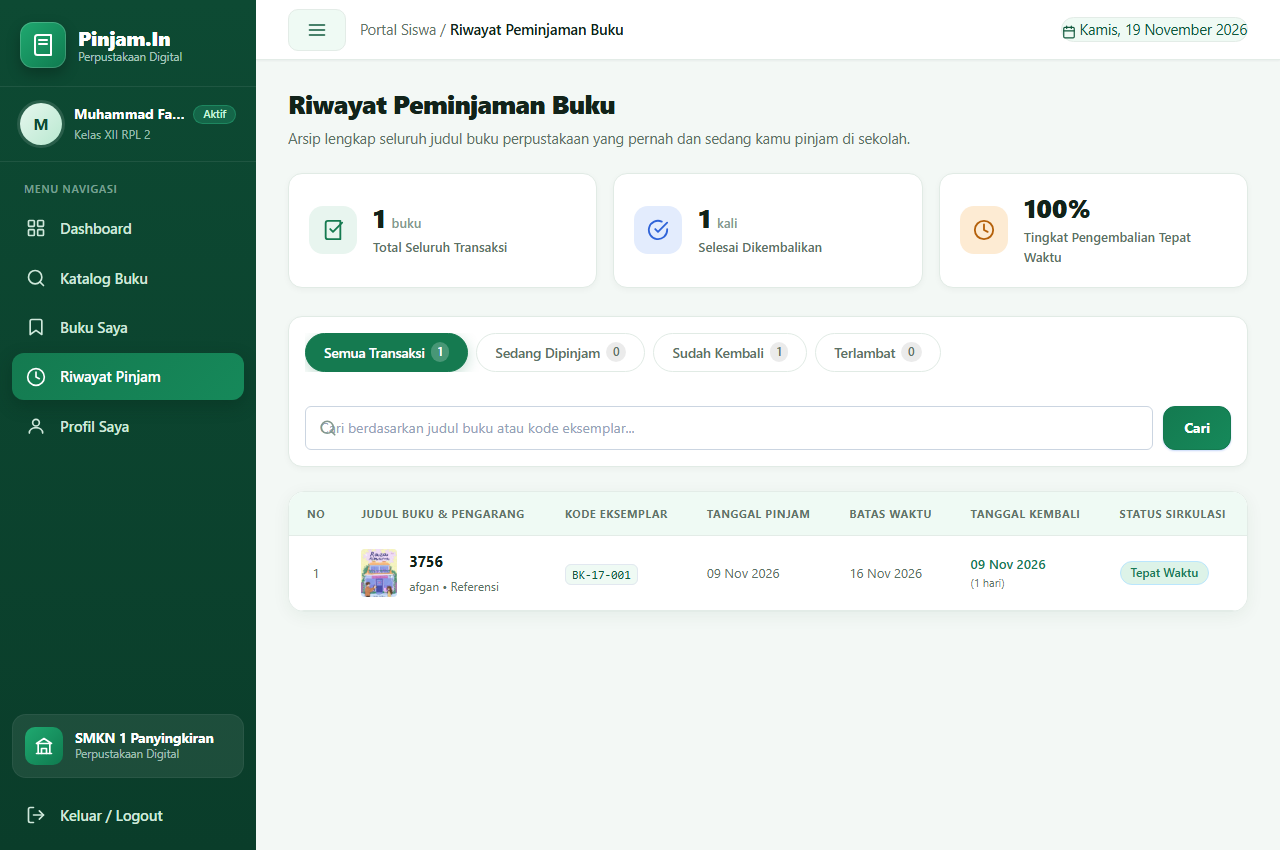 Pinjam.In
Perpustakaan Digital
M
Muhammad Fa...
Aktif
Kelas XII RPL 2
MENU NAVIGASI
Dashboard
Katalog Buku
Buku Saya
Riwayat Pinjam
Profil Saya
SMKN 1 Panyingkiran
Perpustakaan Digital
Keluar / Logout
Portal Siswa / Riwayat Peminjaman Buku
Kamis, 19 November 2026
Riwayat Peminjaman Buku
Arsip lengkap seluruh judul buku perpustakaan yang pernah dan sedang kamu pinjam di sekolah.
1 buku
Total Seluruh Transaksi
1 kali
Selesai Dikembalikan
100%
Tingkat Pengembalian Tepat
Waktu
Semua Transaksi 1
Sedang Dipinjam 0
Sudah Kembali 1
Terlambat 0
Cari berdasarkan judul buku atau kode eksemplar...
Cari
NO JUDUL BUKU & PENGARANG KODE EKSEMPLAR TANGGAL PINJAM BATAS WAKTU TANGGAL KEMBALI STATUS SIRKULASI
1
3756
afgan • Referensi
BK-17-001
09 Nov 2026
16 Nov 2026
09 Nov 2026
(1 hari)
Tepat Waktu